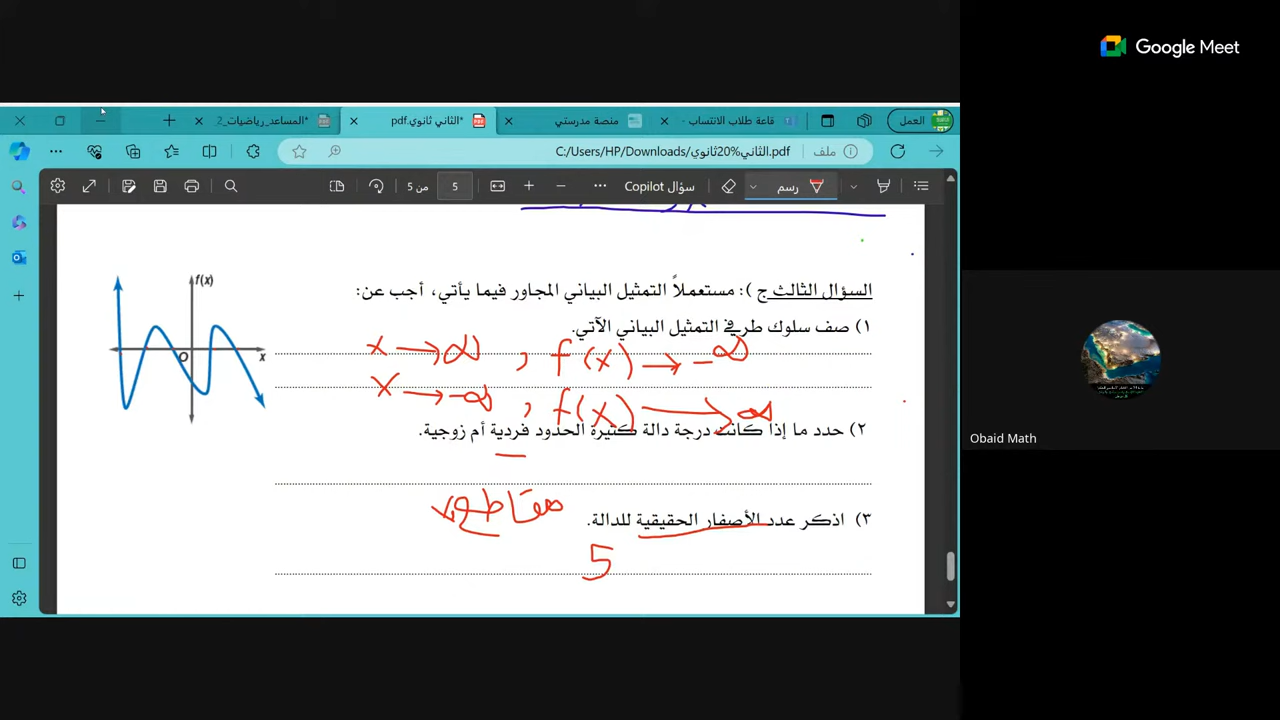 Google Meet
العمل
قاعة طلاب الانتساب -
منصة مدرستي
الثاني ثانوي.pdf*
المساعد_رياضيات_2*
ملف
C:/Users/HP/Downloads/الثاني%20ثانوي.pdf
رسم
سؤال Copilot
5
5 من
السؤال الثالث ج ): مستعملاً التمثيل البياني المجاور فيما يأتي، أجب عن:
١) صف سلوك طرفي التمثيل البياني الآتي.
x → ∞ , f(x) → -∞
x → -∞ , f(x) → ∞
٢) حدد ما إذا كانت درجة دالة كثيرة الحدود فردية أم زوجية.
٣) اذكر عدد الأصفار الحقيقية للدالة.
5
f(x)
O
x
Obaid Math